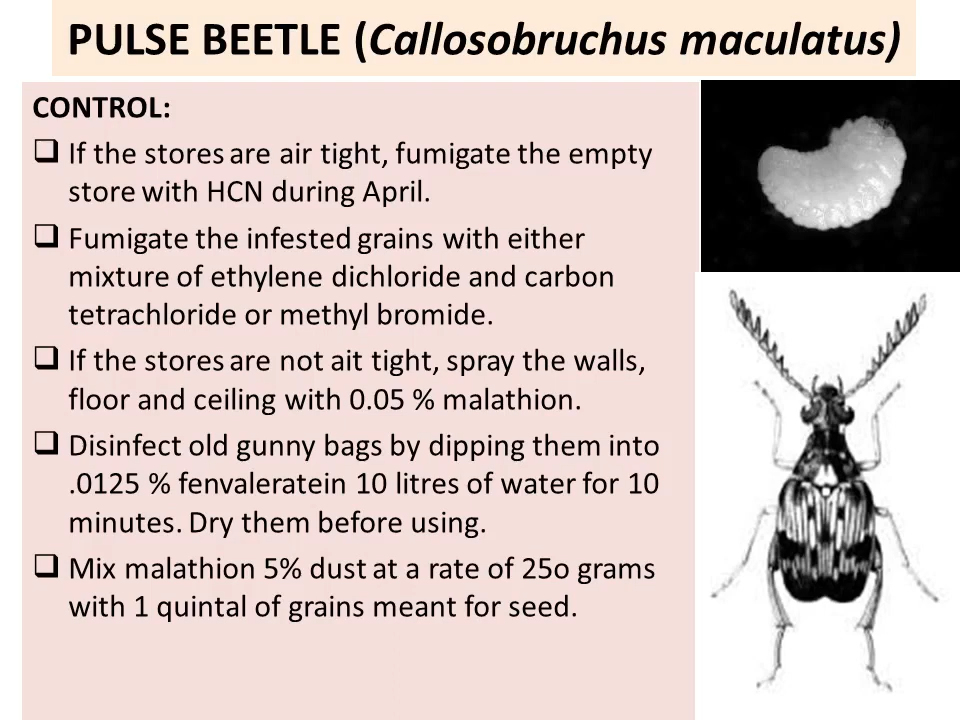 PULSE BEETLE (Callosobruchus maculatus)
CONTROL:
❑ If the stores are air tight, fumigate the empty
store with HCN during April.
❑ Fumigate the infested grains with either
mixture of ethylene dichloride and carbon
tetrachloride or methyl bromide.
❑ If the stores are not ait tight, spray the walls,
floor and ceiling with 0.05 % malathion.
❑ Disinfect old gunny bags by dipping them into
.0125 % fenvaleratein 10 litres of water for 10
minutes. Dry them before using.
❑ Mix malathion 5% dust at a rate of 25o grams
with 1 quintal of grains meant for seed.